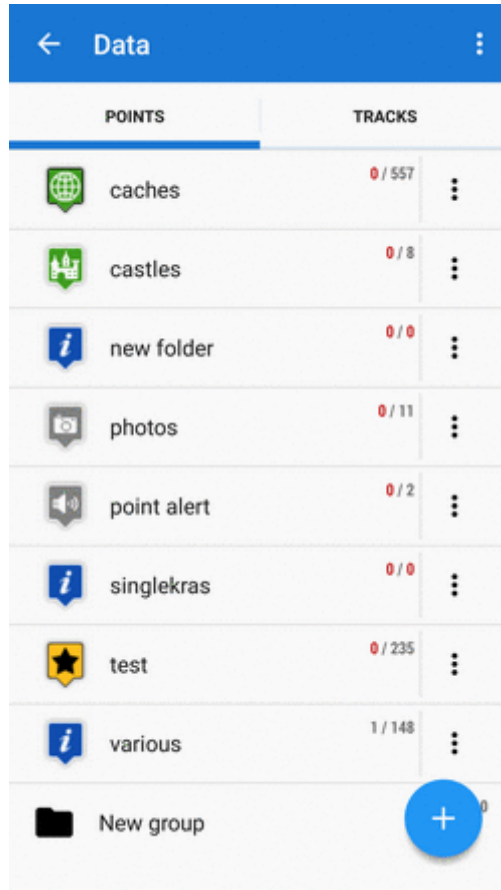 Data
POINTS TRACKS
caches 0 / 557
castles 0 / 8
new folder 0 / 0
photos 0 / 11
point alert 0 / 2
singlekras 0 / 0
test 0 / 235
various 1 / 148
New group 0